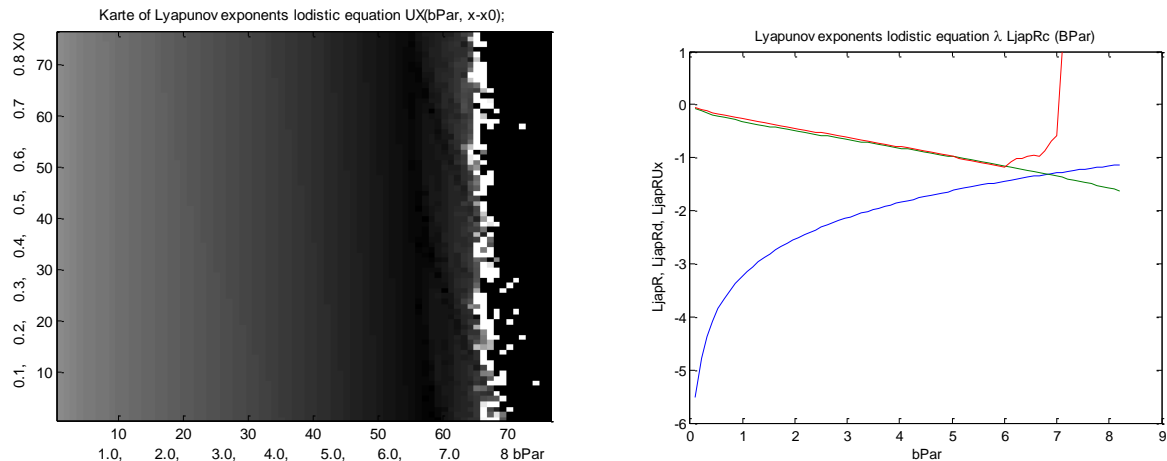 Karte of Lyapunov exponents lodistic equation UX(bPar, x-x0);
0.1, 0.2, 0.3, 0.4, 0.5, 0.6, 0.7 0.8 X0
70
60
50
40
30
20
10
10 20 30 40 50 60 70
1.0, 2.0, 3.0, 4.0, 5.0, 6.0, 7.0 8 bPar
Lyapunov exponents lodistic equation λ LjapRc (BPar)
LjapR, LjapRd, LjapRUx
1
0
-1
-2
-3
-4
-5
-6
0 1 2 3 4 5 6 7 8 9
bPar